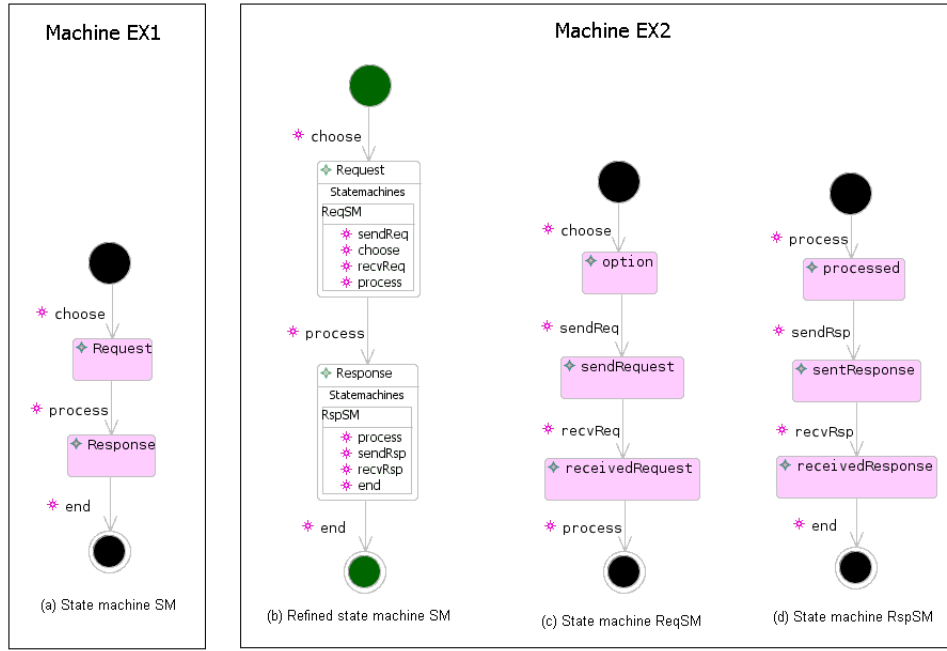 Machine EX1
choose
Request
process
Response
end
(a) State machine SM
Machine EX2
choose
Request
Statemachines
ReqSM
sendReq
choose
recvReq
process
process
Response
Statemachines
RspSM
process
sendRsp
recvRsp
end
end
(b) Refined state machine SM
choose
option
sendReq
sendRequest
recvReq
receivedRequest
process
(c) State machine ReqSM
process
processed
sendRsp
sentResponse
recvRsp
receivedResponse
end
(d) State machine RspSM